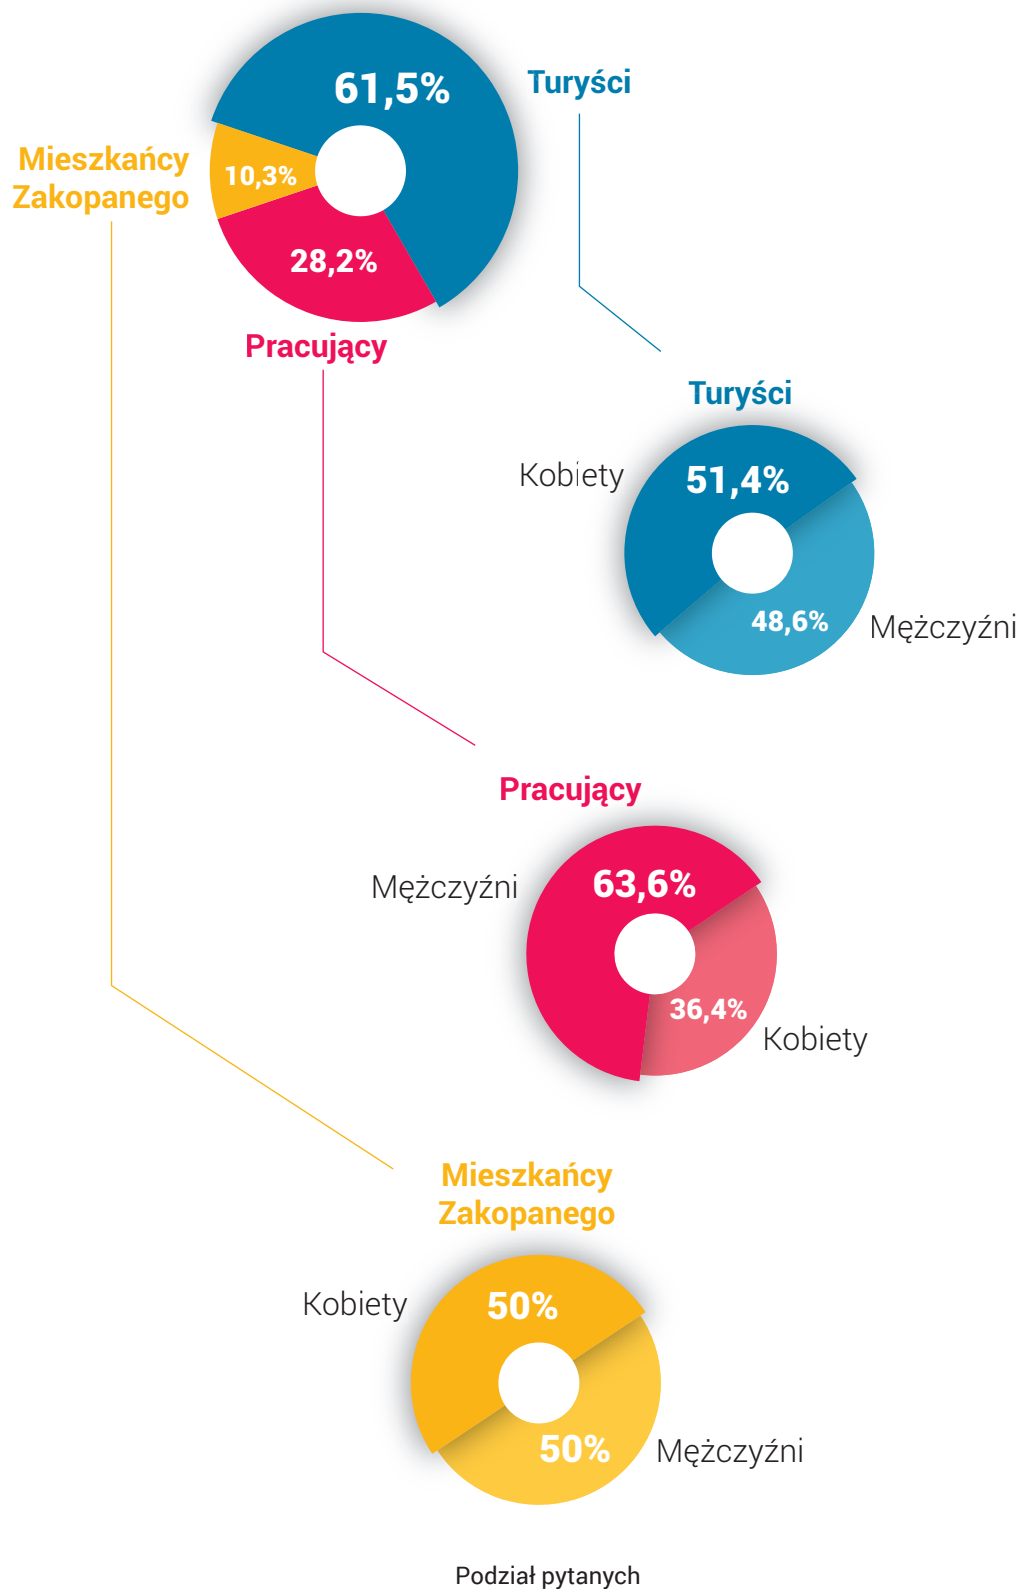 61,5%
Turyści
Mieszkańcy
Zakopanego
10,3%
28,2%
Pracujący
Turyści
Kobiety
51,4%
48,6%
Mężczyźni
Pracujący
Mężczyźni
63,6%
36,4%
Kobiety
Mieszkańcy
Zakopanego
Kobiety
50%
50%
Mężczyźni
Podział pytanych